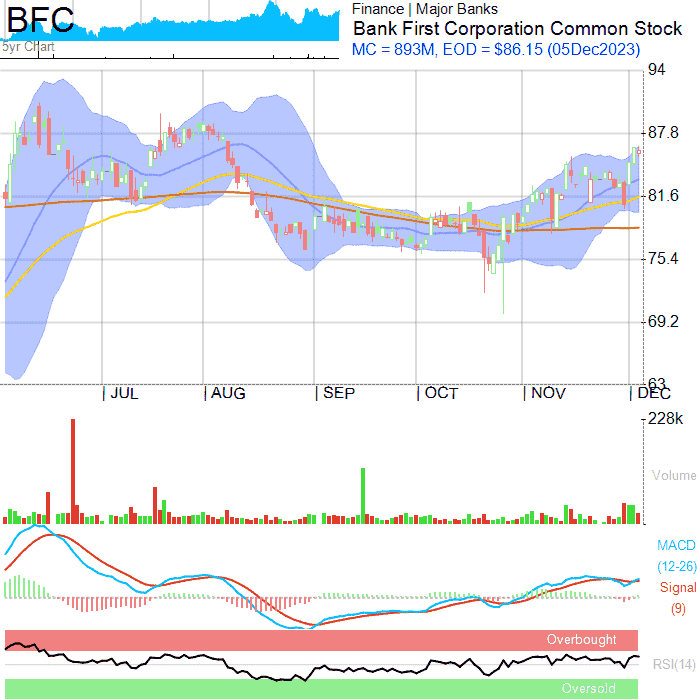 BFC
5yr Chart
Finance | Major Banks
Bank First Corporation Common Stock
MC = 893M, EOD = $86.15 (05Dec2023)
94
87.8
81.6
75.4
69.2
63
JUL AUG SEP OCT NOV DEC
228k
Volume
MACD
(12-26)
Signal
(9)
Overbought
RSI(14)
Oversold